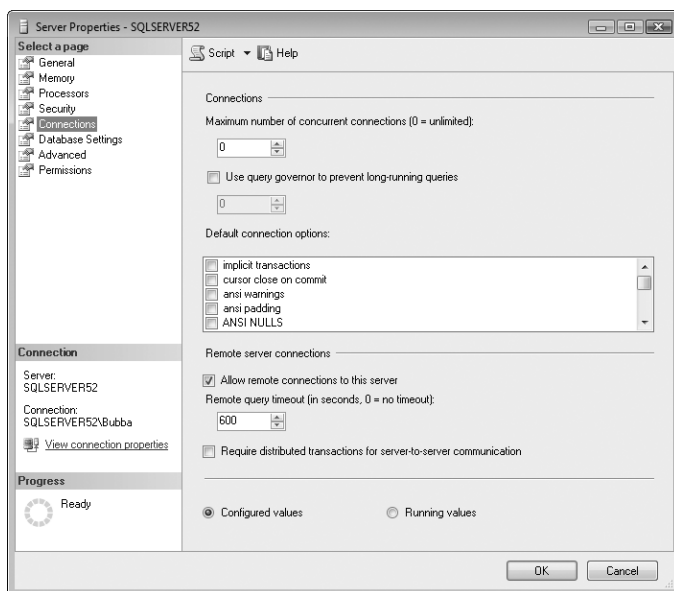 Server Properties - SQLSERVER52
Select a page
General
Memory
Processors
Security
Connections
Database Settings
Advanced
Permissions
Connection
Server:
SQLSERVER52
Connection:
SQLSERVER52\Bubba
View connection properties
Progress
Ready
Script Help
Connections
Maximum number of concurrent connections (0 = unlimited):
0
Use query governor to prevent long-running queries
0
Default connection options:
implicit transactions
cursor close on commit
ansi warnings
ansi padding
ANSI NULLS
Remote server connections
Allow remote connections to this server
Remote query timeout (in seconds, 0 = no timeout):
600
Require distributed transactions for server-to-server communication
Configured values Running values
OK Cancel